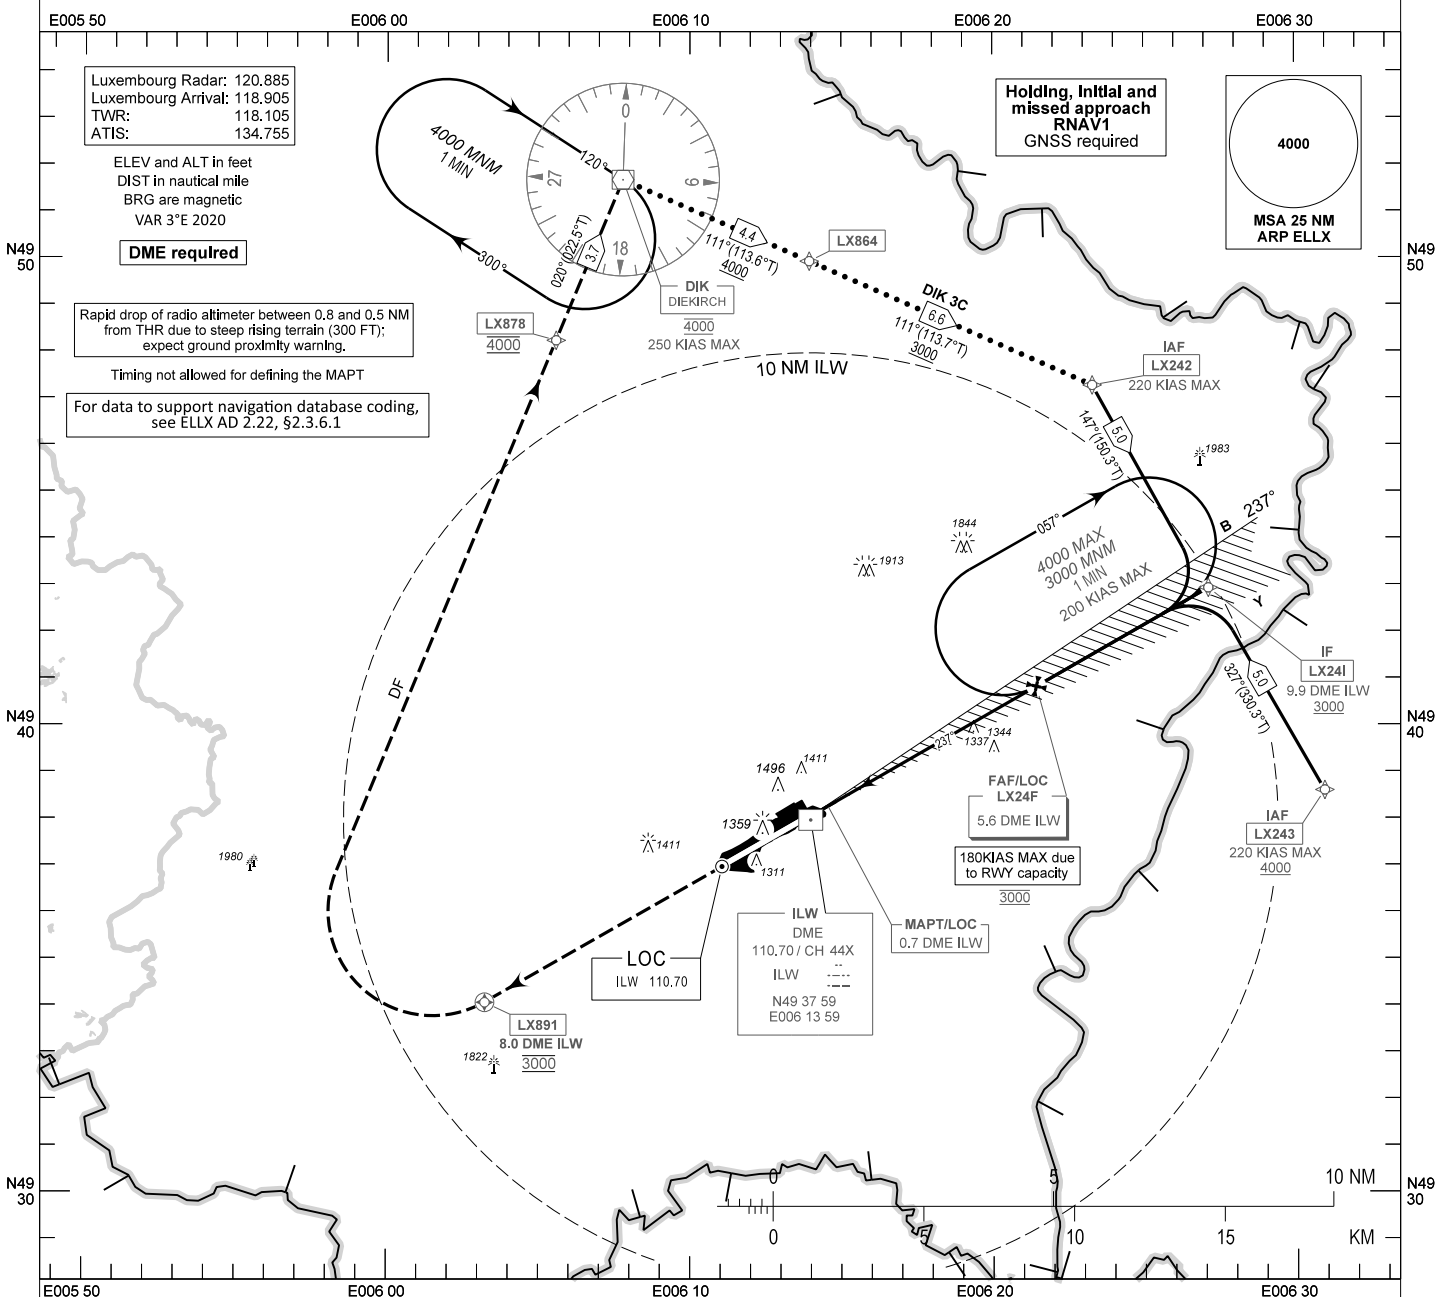 E005 50
E006 00
E006 10
E006 20
E006 30
Luxembourg Radar: 120.885
Luxembourg Arrival: 118.905
TWR: 118.105
ATIS: 134.755
ELEV and ALT in feet
DIST in nautical mile
BRG are magnetic
VAR 3°E 2020
DME required
Rapid drop of radio altimeter between 0.8 and 0.5 NM
from THR due to steep rising terrain (300 FT);
expect ground proximity warning.
Timing not allowed for defining the MAPT
For data to support navigation database coding,
see ELLX AD 2.22, §2.3.6.1
4000 MNM
1 MIN
120°
300°
0
6
18
27
020°(022.5°T)
3.7
DIK
DIEKIRCH
4000
250 KIAS MAX
LX878
4000
4.4
111°(113.6°T)
4000
LX864
DIK 3C
6.6
111°(113.7°T)
3000
Holding, initial and
missed approach
RNAV1
GNSS required
4000
MSA 25 NM
ARP ELLX
N49
50
N49
50
10 NM ILW
IAF
LX242
220 KIAS MAX
5.0
147°(150.3°T)
1983
237°
B
Y
057°
4000 MAX
3000 MNM
1 MIN
200 KIAS MAX
1844
1913
IF
LX24I
9.9 DME ILW
3000
5.0
327°(330.3°T)
DF
N49
40
N49
40
237°
1337
1344
1411
1496
1359
1411
1311
1980
FAF/LOC
LX24F
5.6 DME ILW
180KIAS MAX due
to RWY capacity
3000
IAF
LX243
220 KIAS MAX
4000
MAPT/LOC
0.7 DME ILW
ILW
DME
110.70 / CH 44X
ILW
N49 37 59
E006 13 59
LOC
ILW 110.70
LX891
8.0 DME ILW
3000
1822
N49
30
N49
30
0
5
10 NM
0
5
10
15
KM
E005 50
E006 00
E006 10
E006 20
E006 30